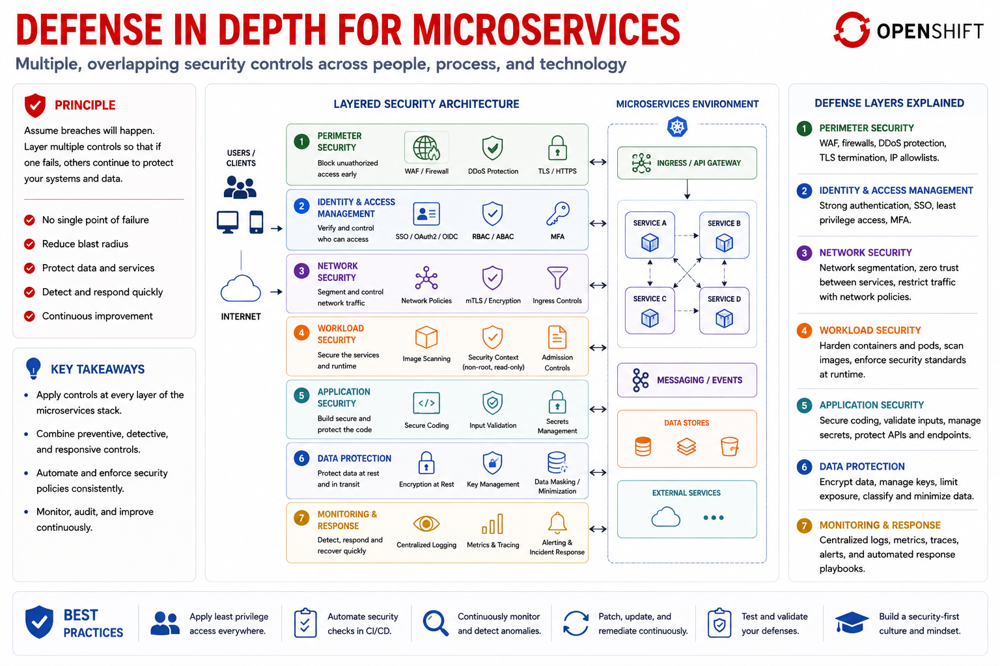 DEFENSE IN DEPTH FOR MICROSERVICES
Multiple, overlapping security controls across people, process, and technology
OPENSHIFT
PRINCIPLE
Assume breaches will happen.
Layer multiple controls so that if
one fails, others continue to protect
your systems and data.
No single point of failure
Reduce blast radius
Protect data and services
Detect and respond quickly
Continuous improvement
KEY TAKEAWAYS
• Apply controls at every layer of the
microservices stack.
• Combine preventive, detective,
and responsive controls.
• Automate and enforce security
policies consistently.
• Monitor, audit, and improve
continuously.
LAYERED SECURITY ARCHITECTURE
USERS /
CLIENTS
INTERNET
1
PERIMETER
SECURITY
Block unuathorized
access early
WAF / Firewall
DDoS Protection
TLS / HTTPS
2
IDENTITY & ACCESS
MANAGEMENT
Verify and control
who can access
SSO / OAuth2 / OIDC
RBAC / ABAC
MFA
3
NETWORK
SECURITY
Segment and control
network traffic
Network Policies
mTLS / Encryption
Ingress Controls
4
WORKLOAD
SECURITY
Secure the services
and runtime
Image Scanning
Security Context
(non-root, read-only)
Admission
Controls
5
APPLICATION
SECURITY
Build secure and
protect the code
</>
Secure Coding
Input Validation
Secrets
Management
6
DATA PROTECTION
Protect data at rest
and in transit
Encryption at Rest
Key Management
Data Masking /
Minimization
7
MONITORING &
RESPONSE
Detect, respond and
recover quickly
Centralized Logging
Metrics & Tracing
Alerting &
Incident Response
MICROSERVICES ENVIRONMENT
INGRESS / API GATEWAY
SERVICE A
SERVICE B
SERVICE C
SERVICE D
MESSAGING / EVENTS
DATA STORES
EXTERNAL SERVICES
DEFENSE LAYERS EXPLAINED
1 PERIMETER SECURITY
WAF, firewalls, DDoS protection,
TLS termination, IP allowlists.
2 IDENTITY & ACCESS MANAGEMENT
Strong authentication, SSO, least
privilege access, MFA.
3 NETWORK SECURITY
Network segmentation, zero trust
between services, restrict traffic
with network policies.
4 WORKLOAD SECURITY
Harden containers and pods, scan
images, enforce security standards
at runtime.
5 APPLICATION SECURITY
Secure coding, validate inputs, manage
secrets, protect APIs and endpoints.
6 DATA PROTECTION
Encrypt data, manage keys, limit
exposure, classify and minimize data.
7 MONITORING & RESPONSE
Centralized logs, metrics, traces,
alerts, and automated response
playbooks.
BEST
PRACTICES
Apply least privilege
access everywhere.
Automate security
checks in CI/CD.
Continuously monitor
and detect anomalies.
Patch, update, and
remediate continuously.
Test and validate
your defenses.
Build a security-first
culture and mindset.